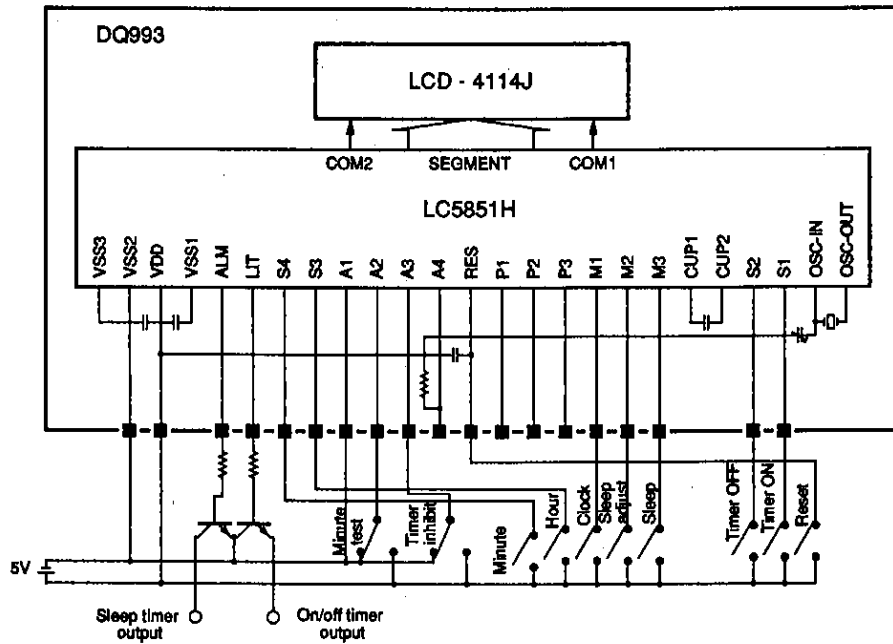 DQ993
LCD - 4114J
COM2
SEGMENT
COM1
LC5851H
VSS3
VSS2
VDD
VSS1
ALM
LIT
S4
S3
A1
A2
A3
A4
RES
P1
P2
P3
M1
M2
M3
CUP1
CUP2
S2
S1
OSC-IN
OSC-OUT
Minute
test
Timer
inhibit
Minute
Hour
Clock
Sleep
adjust
Sleep
Timer OFF
Timer ON
Reset
5V
Sleep timer
output
On/off timer
output